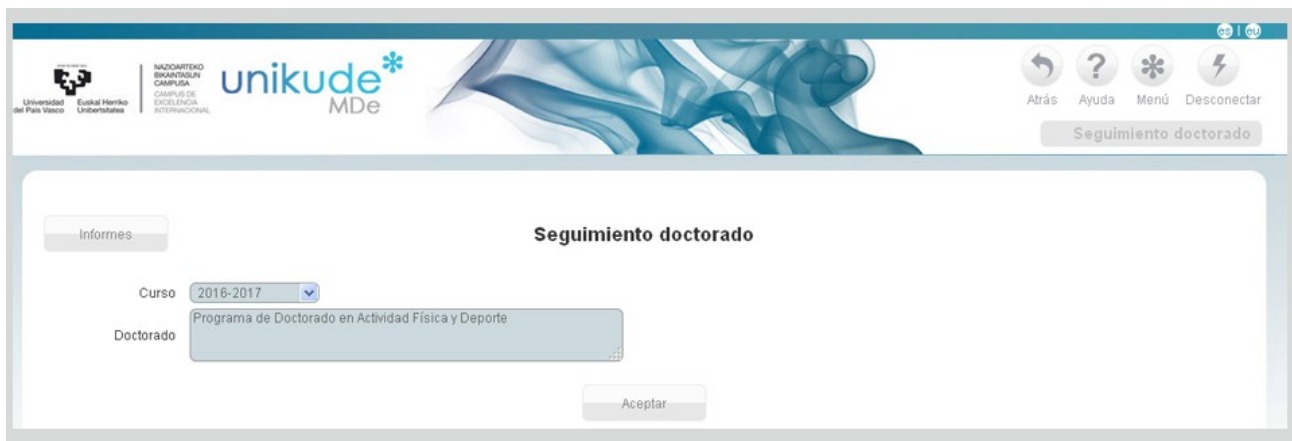 es | eu
Universidad del País Vasco
Euskal Herriko Unibertsitatea
NAZIOARTEKO
BIKAINTASUN
CAMPUSA
CAMPUS DE
EXCELENCIA
INTERNACIONAL
unikude
MDe
Atrás Ayuda Menú Desconectar
Seguimiento doctorado
Informes
Seguimiento doctorado
Curso 2016-2017
Doctorado Programa de Doctorado en Actividad Física y Deporte
Aceptar